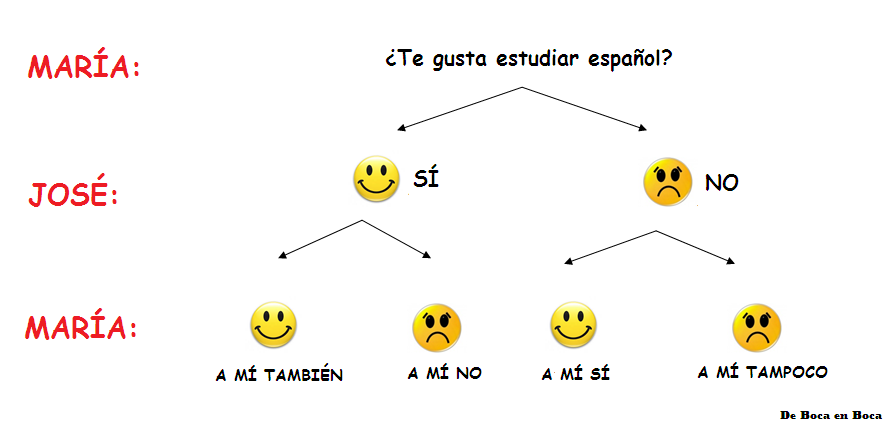 MARÍA:
¿Te gusta estudiar español?
JOSÉ:
SÍ
NO
MARÍA:
A MÍ TAMBIÉN
A MÍ NO
A MÍ SÍ
A MÍ TAMPOCO
De Boca en Boca